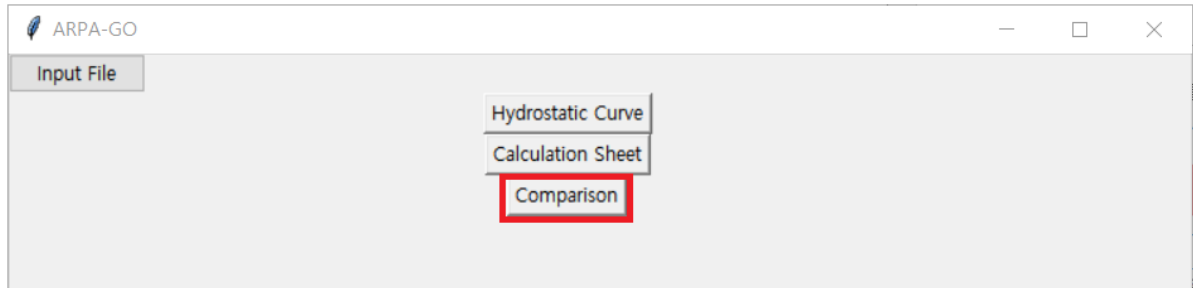 ARPA-GO
Input File
Hydrostatic Curve
Calculation Sheet
Comparison